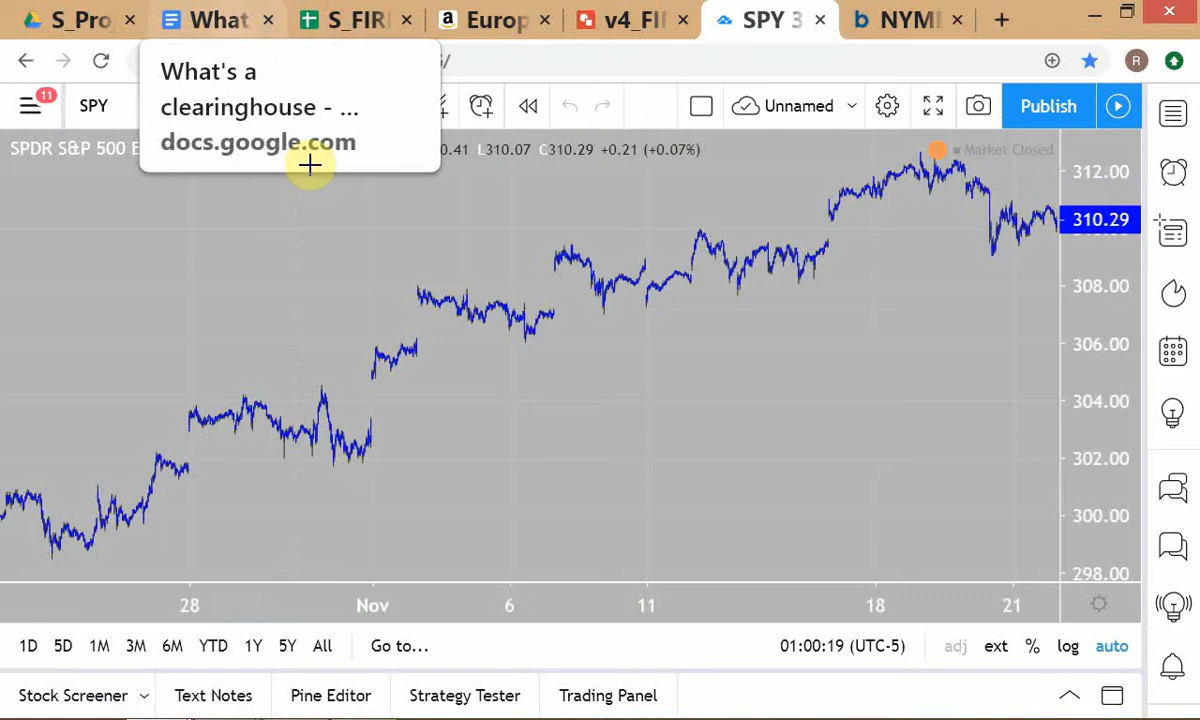 S_Pro
What'
S_FIR
Europ
v4_FI
SPY 3
NYM
What's a
clearinghouse - ...
docs.google.com
/
R
11
SPY
Unnamed
Publish
SPDR S&P 500 E
0.41 L310.07 C310.29 +0.21 (+0.07%)
Market Closed
312.00
310.29
308.00
306.00
304.00
302.00
300.00
298.00
28 Nov 6 11 18 21
1D 5D 1M 3M 6M YTD 1Y 5Y All Go to... 01:00:19 (UTC-5) adj ext % log auto
Stock Screener Text Notes Pine Editor Strategy Tester Trading Panel